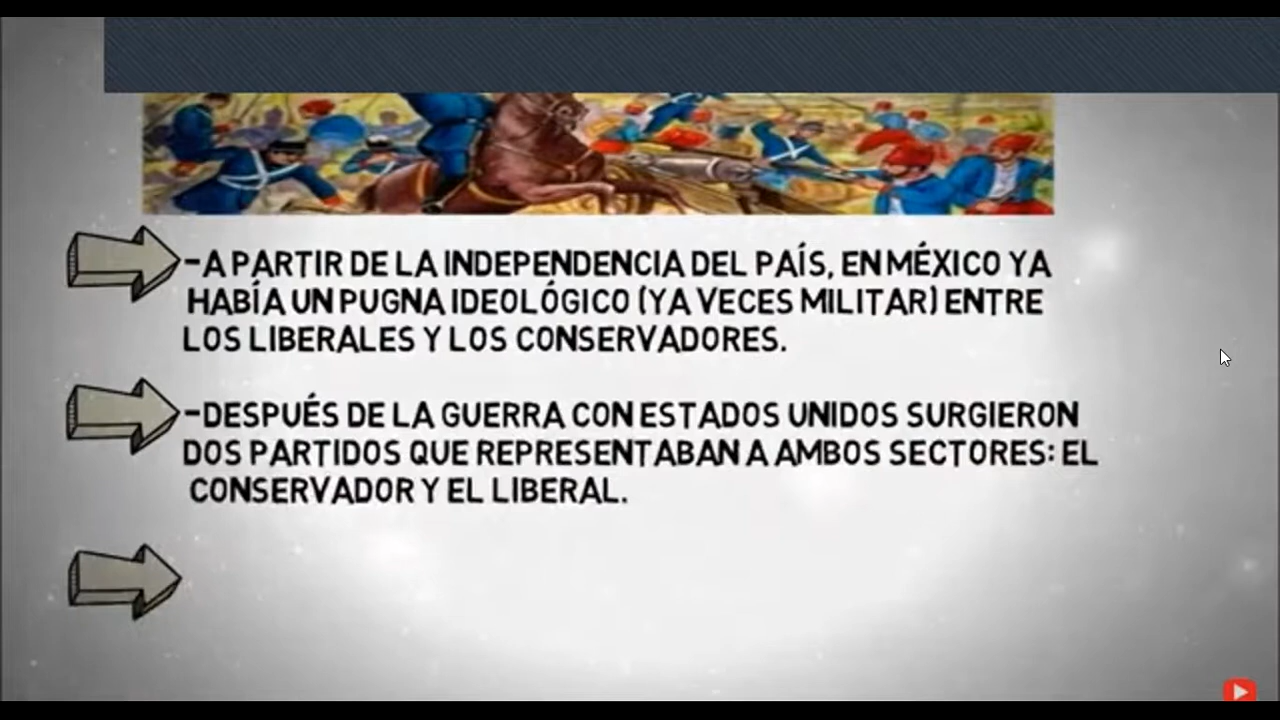 -A PARTIR DE LA INDEPENDENCIA DEL PAÍS, EN MÉXICO YA
HABÍA UN PUGNA IDEOLÓGICO (Y A VECES MILITAR) ENTRE
LOS LIBERALES Y LOS CONSERVADORES.
-DESPUÉS DE LA GUERRA CON ESTADOS UNIDOS SURGIERON
DOS PARTIDOS QUE REPRESENTABAN A AMBOS SECTORES: EL
CONSERVADOR Y EL LIBERAL.